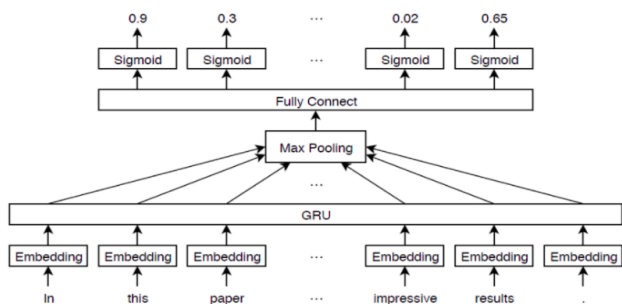 0.9 0.3 ... 0.02 0.65
Sigmoid Sigmoid ... Sigmoid Sigmoid
Fully Connect
Max Pooling
...
GRU
Embedding Embedding Embedding ... Embedding Embedding Embedding
In this paper ... impressive results .